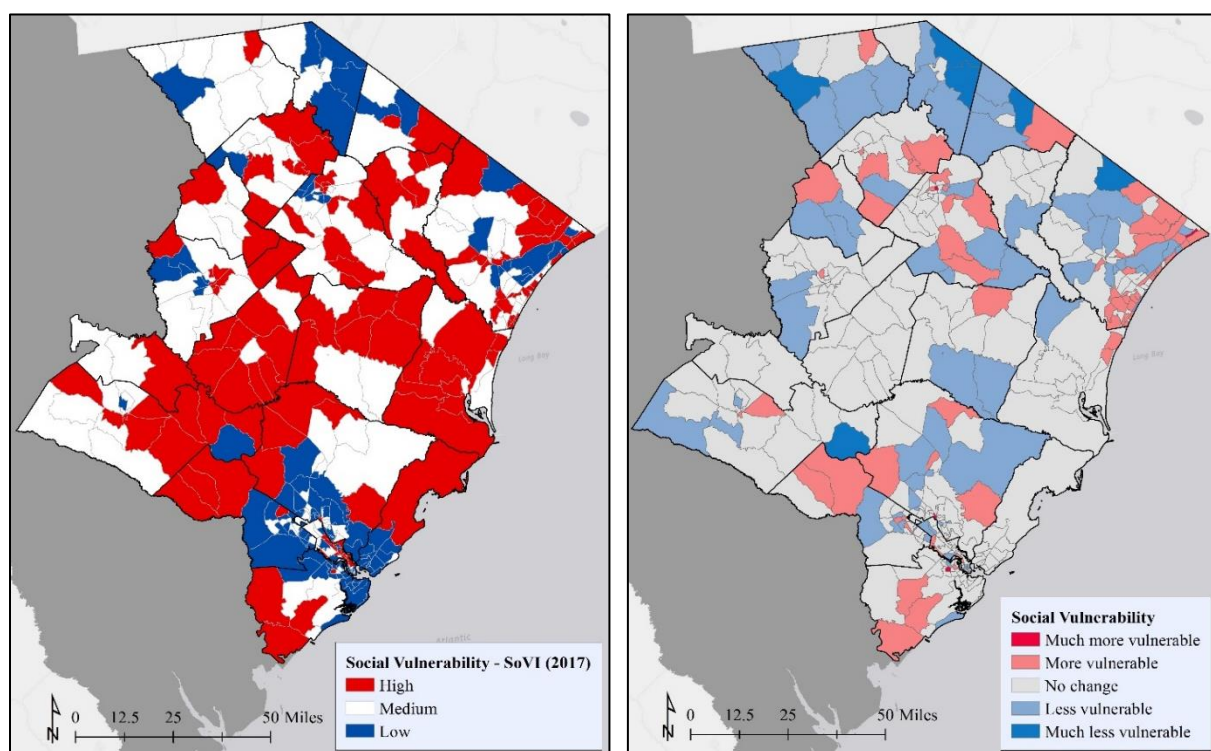 Long Bay
Atlantic
Social Vulnerability - SoVI (2017)
High
Medium
Low
N
0 12.5 25 50 Miles
Long Bay
Social Vulnerability
Much more vulnerable
More vulnerable
No change
Less vulnerable
Much less vulnerable
N
0 12.5 25 50 Miles